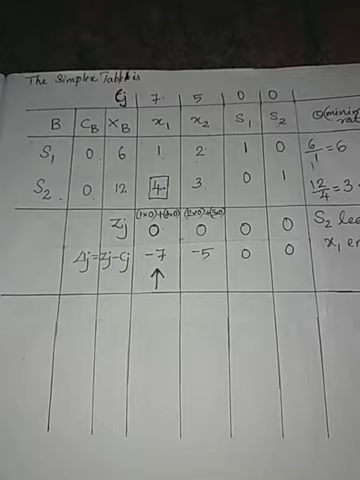 The Simplex Table is
Cj 7 5 0 0
B CB XB x1 x2 S1 S2
S1 0 6 1 2 1 0 6/1 = 6
S2 0 12 4 3 0 1 12/4 = 3
(1×0)+(4×0) (2×0)+(3×0)
Zj 0 0 0 0 S2
Δj=Zj-Cj -7 -5 0 0 x1
↑